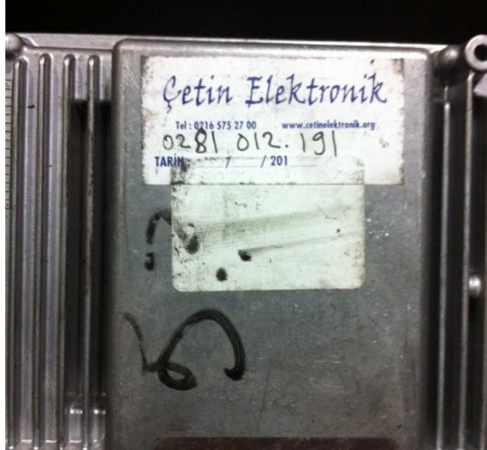 Çetin Elektronik
Tel : 0216 575 27 00 www.cetinelektronik.org
0281 012.191
TARİH : / / 201